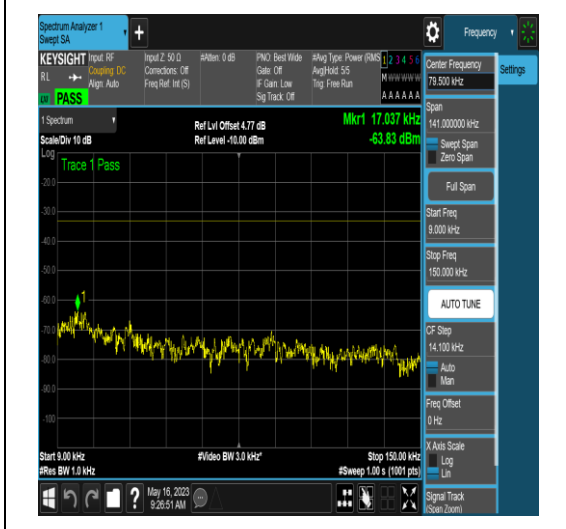 Spectrum Analyzer 1
Swept SA
+
Frequency
KEYSIGHT
RL
PASS
Input: RF
Coupling: DC
Align: Auto
Input Z: 50 Ω
Corrections: Off
Freq Ref: Int (S)
#Atten: 0 dB
PNO: Best Wide
Gate: Off
IF Gain: Low
Sig Track: Off
#Avg Type: Power (RMS
Avg|Hold: 5/5
Trig: Free Run
1 2 3 4 5 6
M W W W W W
A A A A A A
1 Spectrum
Scale/Div 10 dB
Ref Lvl Offset 4.77 dB
Ref Level -10.00 dBm
Mkr1 17.037 kHz
-63.83 dBm
Log
Trace 1 Pass
-20.0
-30.0
-40.0
-50.0
-60.0
-70.0
-80.0
-90.0
-100
1
Start 9.00 kHz
#Res BW 1.0 kHz
#Video BW 3.0 kHz*
Stop 150.00 kHz
#Sweep 1.00 s (1001 pts)
May 16, 2023
9:26:51 AM
?
Center Frequency
79.500 kHz
Span
141.000000 kHz
Swept Span
Zero Span
Full Span
Start Freq
9.000 kHz
Stop Freq
150.000 kHz
AUTO TUNE
CF Step
14.100 kHz
Auto
Man
Freq Offset
0 Hz
X Axis Scale
Log
Lin
Signal Track
(Span Zoom)
Settings